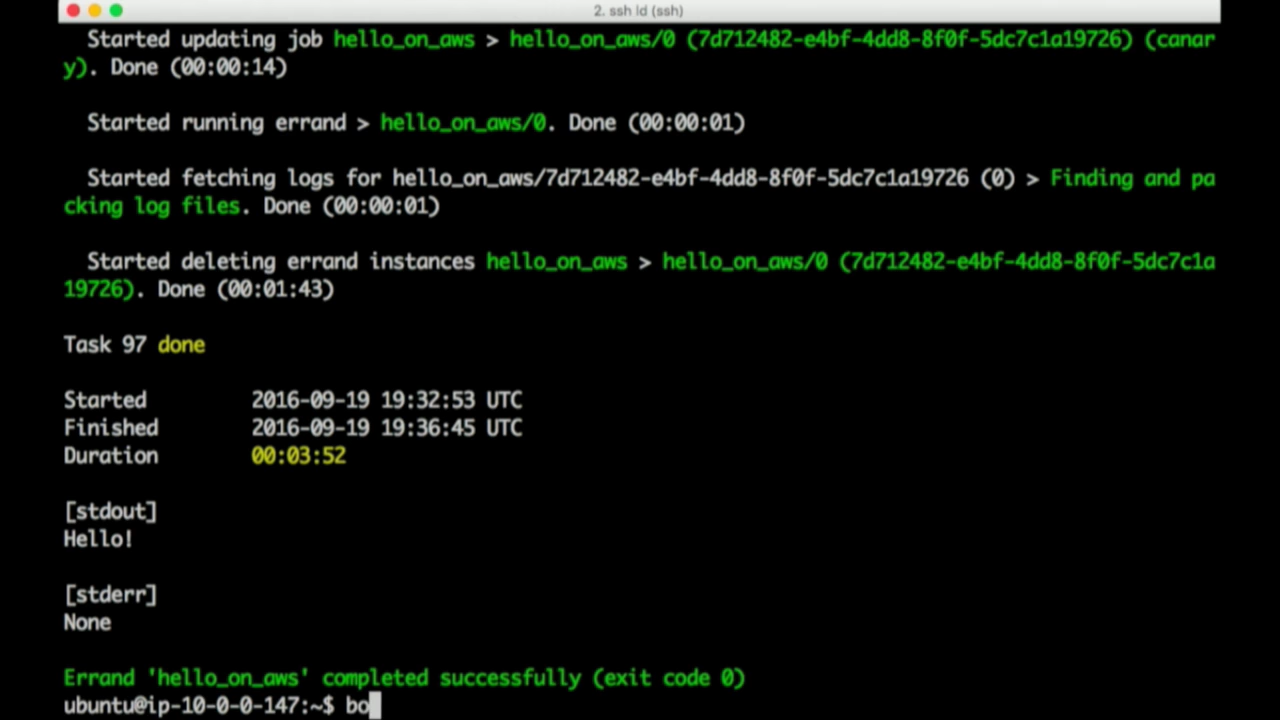 2. ssh ld (ssh)
Started updating job hello_on_aws > hello_on_aws/0 (7d712482-e4bf-4dd8-8f0f-5dc7c1a19726) (canar
y). Done (00:00:14)
Started running errand > hello_on_aws/0. Done (00:00:01)
Started fetching logs for hello_on_aws/7d712482-e4bf-4dd8-8f0f-5dc7c1a19726 (0) > Finding and pa
cking log files. Done (00:00:01)
Started deleting errand instances hello_on_aws > hello_on_aws/0 (7d712482-e4bf-4dd8-8f0f-5dc7c1a
19726). Done (00:01:43)
Task 97 done
Started 2016-09-19 19:32:53 UTC
Finished 2016-09-19 19:36:45 UTC
Duration 00:03:52
[stdout]
Hello!
[stderr]
None
Errand 'hello_on_aws' completed successfully (exit code 0)
ubuntu@ip-10-0-0-147:~$ bo